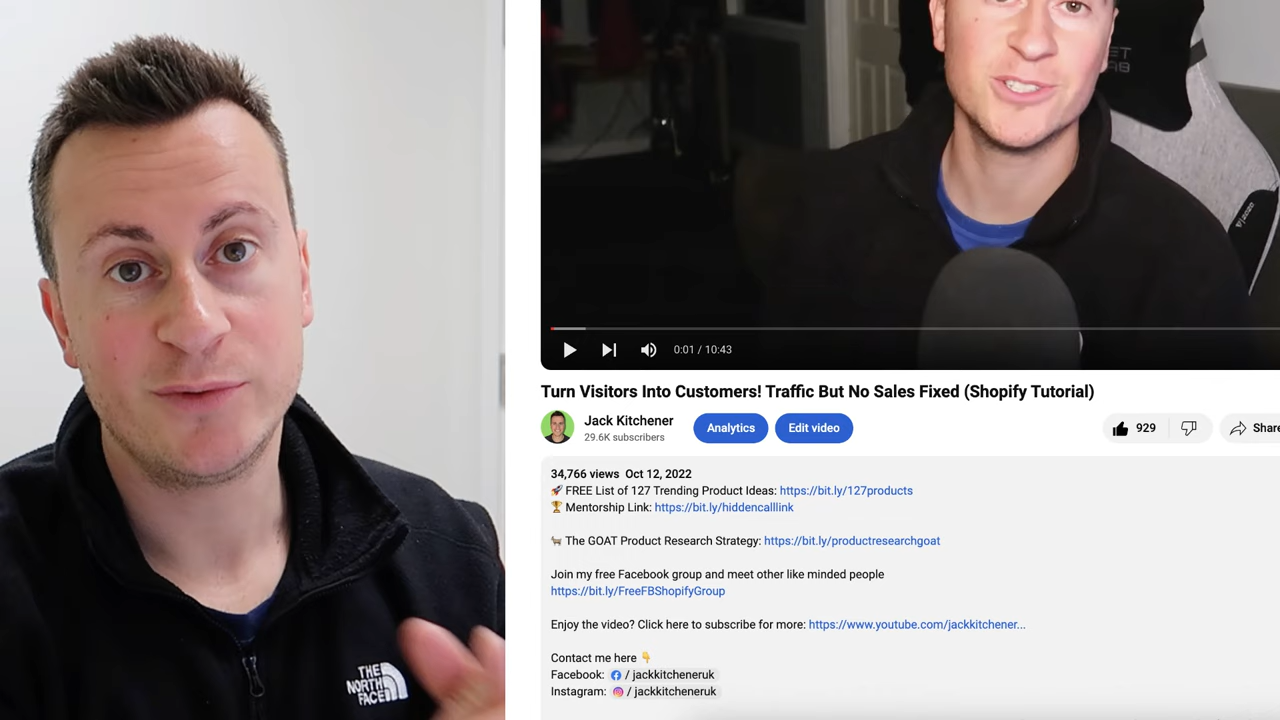 THE
NORTH
FACE
0:01 / 10:43
Turn Visitors Into Customers! Traffic But No Sales Fixed (Shopify Tutorial)
Jack Kitchener
29.6K subscribers
Analytics
Edit video
929
Share
34,766 views Oct 12, 2022
🚀 FREE List of 127 Trending Product Ideas: https://bit.ly/127products
🏆 Mentorship Link: https://bit.ly/hiddencalllink
🐐 The GOAT Product Research Strategy: https://bit.ly/productresearchgoat
Join my free Facebook group and meet other like minded people
https://bit.ly/FreeFBShopifyGroup
Enjoy the video? Click here to subscribe for more: https://www.youtube.com/jackkitchener...
Contact me here 👇
Facebook: / jackkitcheneruk
Instagram: / jackkitcheneruk